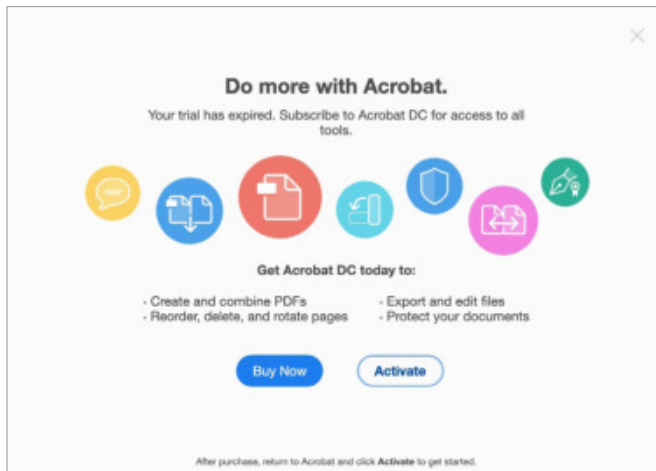 Do more with Acrobat.
Your trial has expired. Subscribe to Acrobat DC for access to all
tools.
Get Acrobat DC today to:
- Create and combine PDFs
- Export and edit files
- Reorder, delete, and rotate pages
- Protect your documents
Buy Now
Activate
After purchase, return to Acrobat and click Activate to get started.